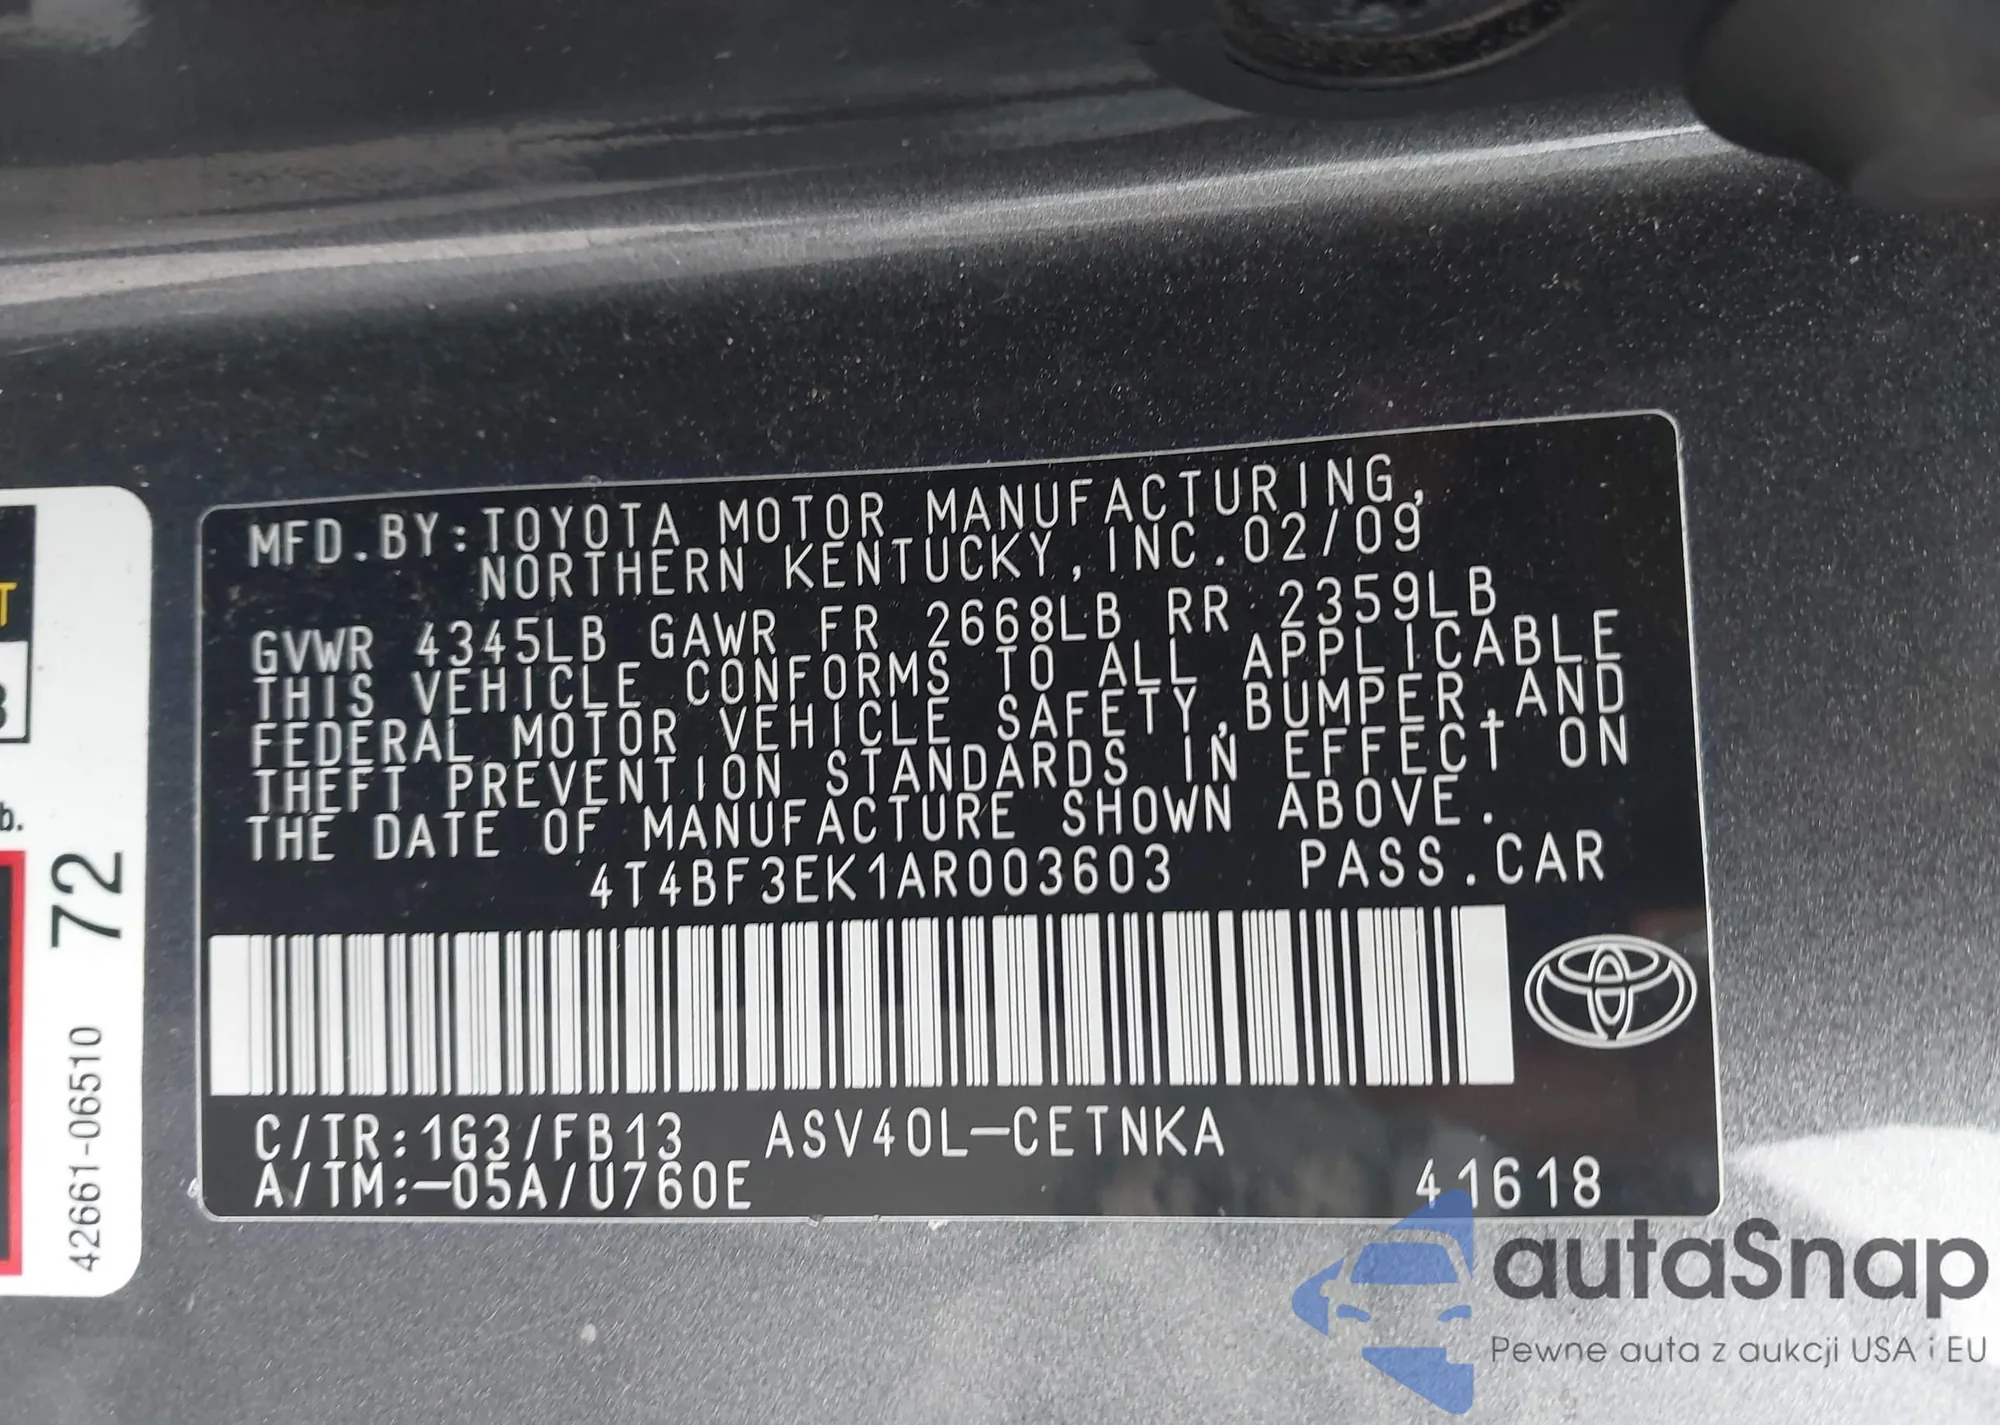 MFD.BY:TOYOTA MOTOR MANUFACTURING,
NORTHERN KENTUCKY,INC.02/09
GVWR 4345LB GAWR FR 2668LB RR 2359LB
THIS VEHICLE CONFORMS TO ALL APPLICABLE
FEDERAL MOTOR VEHICLE SAFETY,BUMPER,AND
THEFT PREVENTION STANDARDS IN EFFECT ON
THE DATE OF MANUFACTURE SHOWN ABOVE.
4T4BF3EK1AR003603 PASS.CAR
C/TR:1G3/FB13 ASV40L-CETNKA
A/TM:-05A/U760E 41618
T
b.
72
42661-06510
autaSnap
Pewne auta z aukcji USA i EU